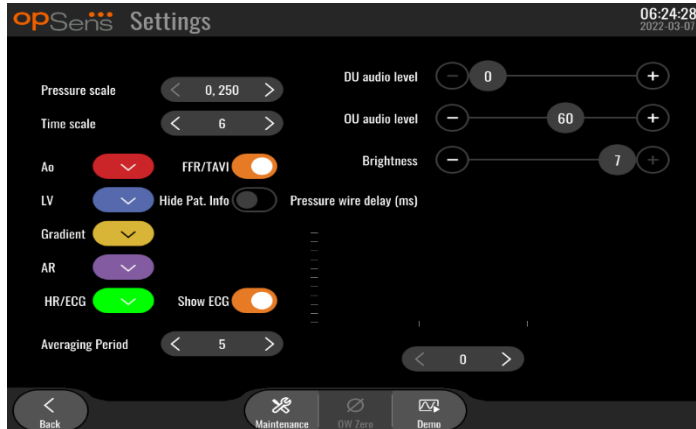 opSens Settings
06:24:28
2022-03-07
Pressure scale 0, 250
Time scale 6
DU audio level 0
OU audio level 60
Brightness 7
Ao
FFR/TAVI
LV
Hide Pat. Info
Pressure wire delay (ms)
Gradient
AR
HR/ECG
Show ECG
Averaging Period 5
0
Back
Maintenance
OW Zero
Demo